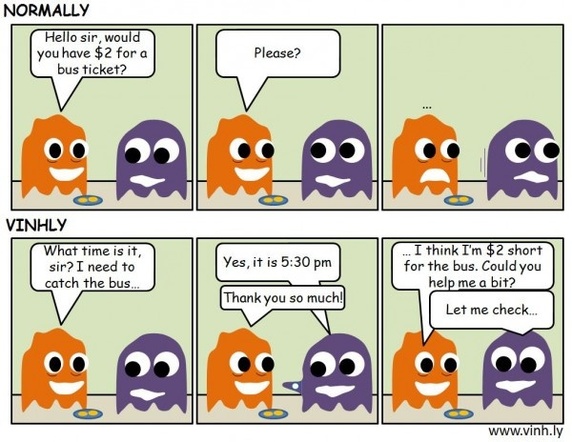 NORMALLY
Hello sir, would
you have $2 for a
bus ticket?
Please?
...
VINHLY
What time is it,
sir? I need to
catch the bus...
Yes, it is 5:30 pm
Thank you so much!
... I think I'm $2 short
for the bus. Could you
help me a bit?
Let me check...
www.vinh.ly